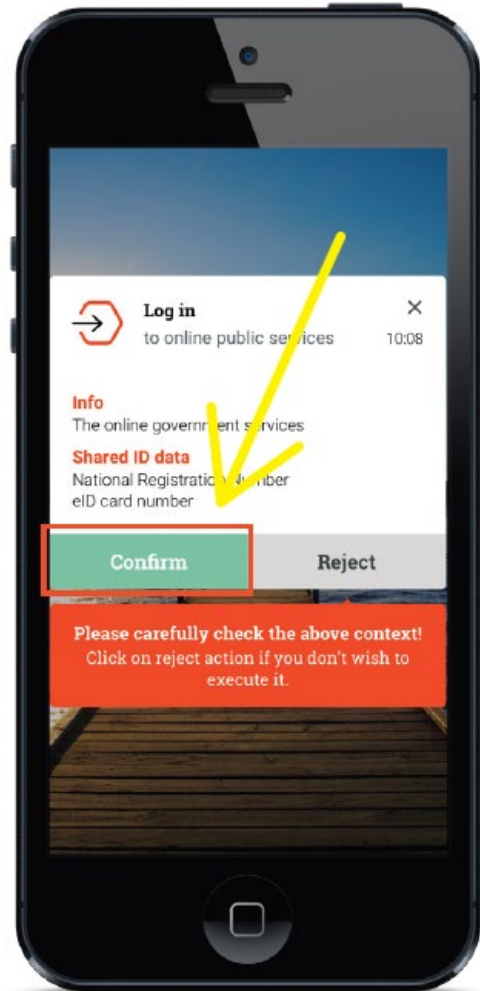 Log in
to online public services
10:08
Info
The online government services
Shared ID data
National Registration Number
eID card number
Confirm
Reject
Please carefully check the above context!
Click on reject action if you don't wish to
execute it.